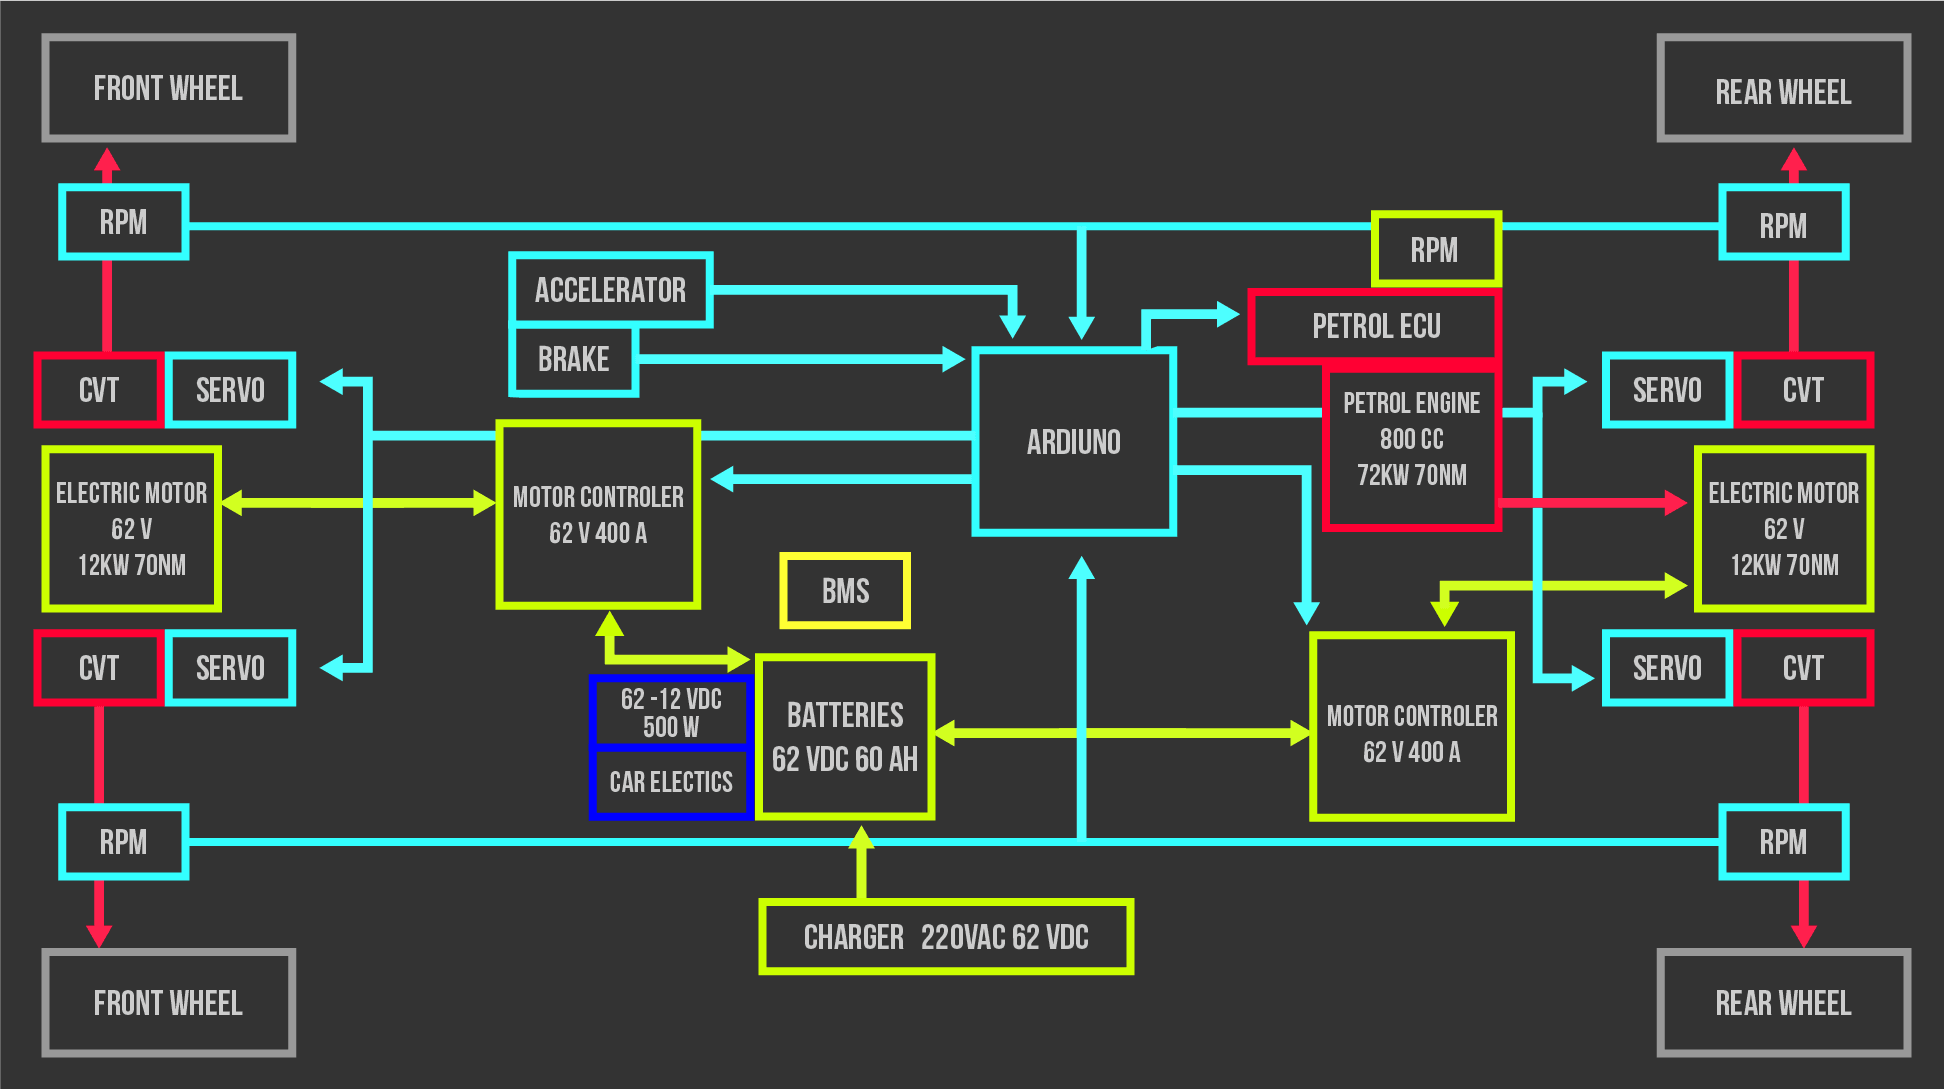 FRONT WHEEL
REAR WHEEL
RPM
RPM
RPM
ACCELERATOR
BRAKE
PETROL ECU
CVT
SERVO
SERVO
CVT
ARDIUNO
PETROL ENGINE
800 CC
72KW 70NM
ELECTRIC MOTOR
62 V
12KW 70NM
MOTOR CONTROLER
62 V 400 A
ELECTRIC MOTOR
62 V
12KW 70NM
BMS
CVT
SERVO
62 -12 VDC
500 W
CAR ELECTICS
BATTERIES
62 VDC 60 AH
MOTOR CONTROLER
62 V 400 A
SERVO
CVT
RPM
RPM
CHARGER 220VAC 62 VDC
FRONT WHEEL
REAR WHEEL